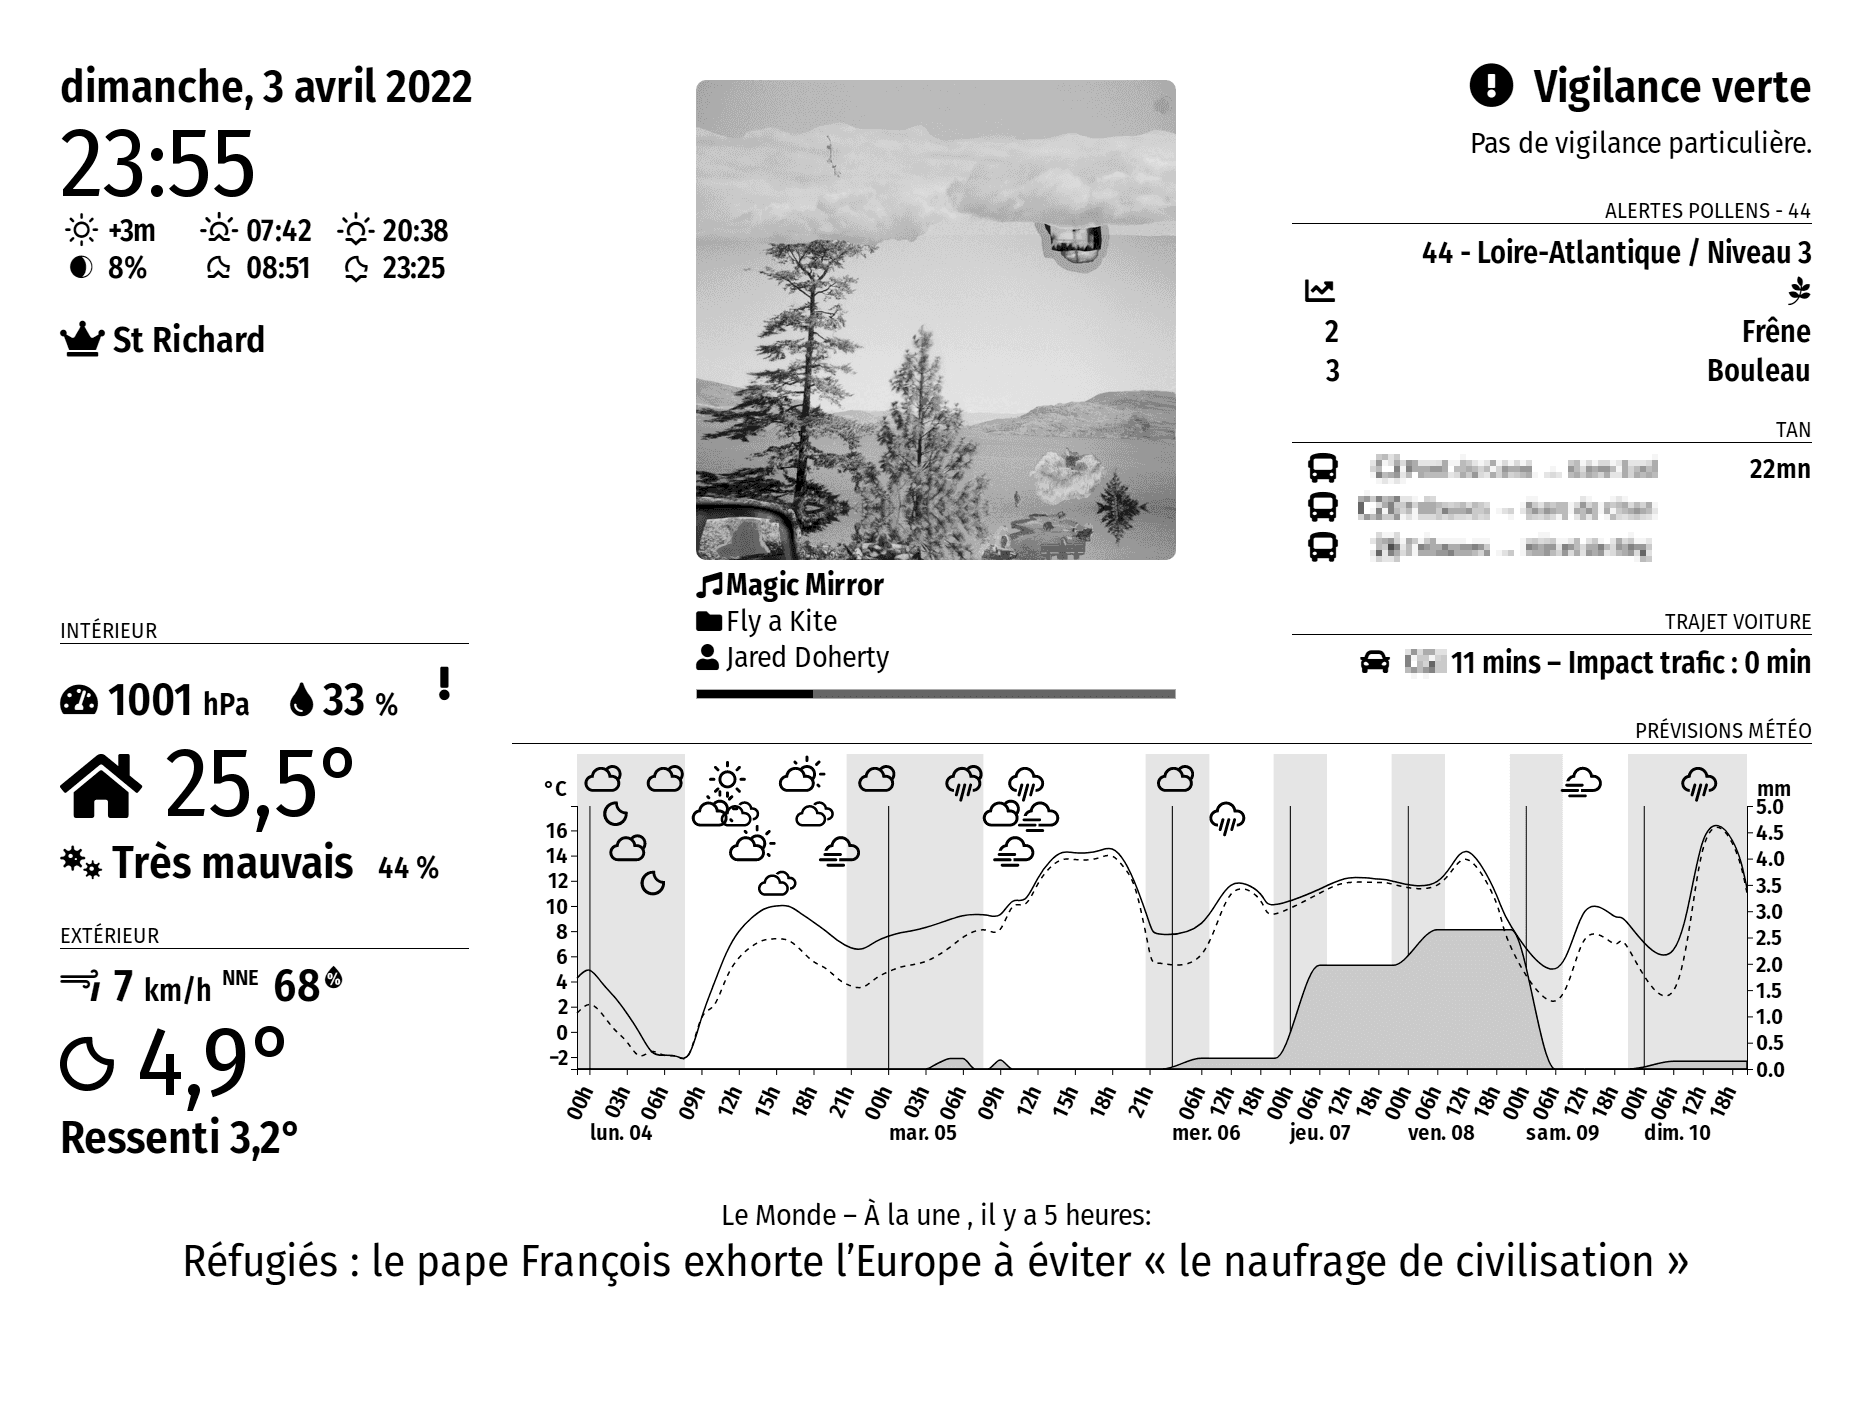 dimanche, 3 avril 2022
23:55
+3m 07:42 20:38
8% 08:51 23:25
St Richard
INTÉRIEUR
1001 hPa 33 % !
25,5°
Très mauvais 44 %
EXTÉRIEUR
7 km/h NNE 68%
4,9°
Ressenti 3,2°
Magic Mirror
Fly a Kite
Jared Doherty
Vigilance verte
Pas de vigilance particulière.
ALERTES POLLENS - 44
44 - Loire-Atlantique / Niveau 3
2 Frêne
3 Bouleau
TAN
22mn
TRAJET VOITURE
11 mins – Impact trafic : 0 min
PRÉVISIONS MÉTÉO
°C
16
14
12
10
8
6
4
2
0
−2
mm
5.0
4.5
4.0
3.5
3.0
2.5
2.0
1.5
1.0
0.5
0.0
00h 03h 06h 09h 12h 15h 18h 21h 00h 03h 06h 09h 12h 15h 18h 21h 06h 12h 18h 00h 06h 12h 18h 00h 06h 12h 18h 00h 06h 12h 18h 00h 06h 12h 18h
lun. 04 mar. 05 mer. 06 jeu. 07 ven. 08 sam. 09 dim. 10
Le Monde – À la une , il y a 5 heures:
Réfugiés : le pape François exhorte l’Europe à éviter « le naufrage de civilisation »